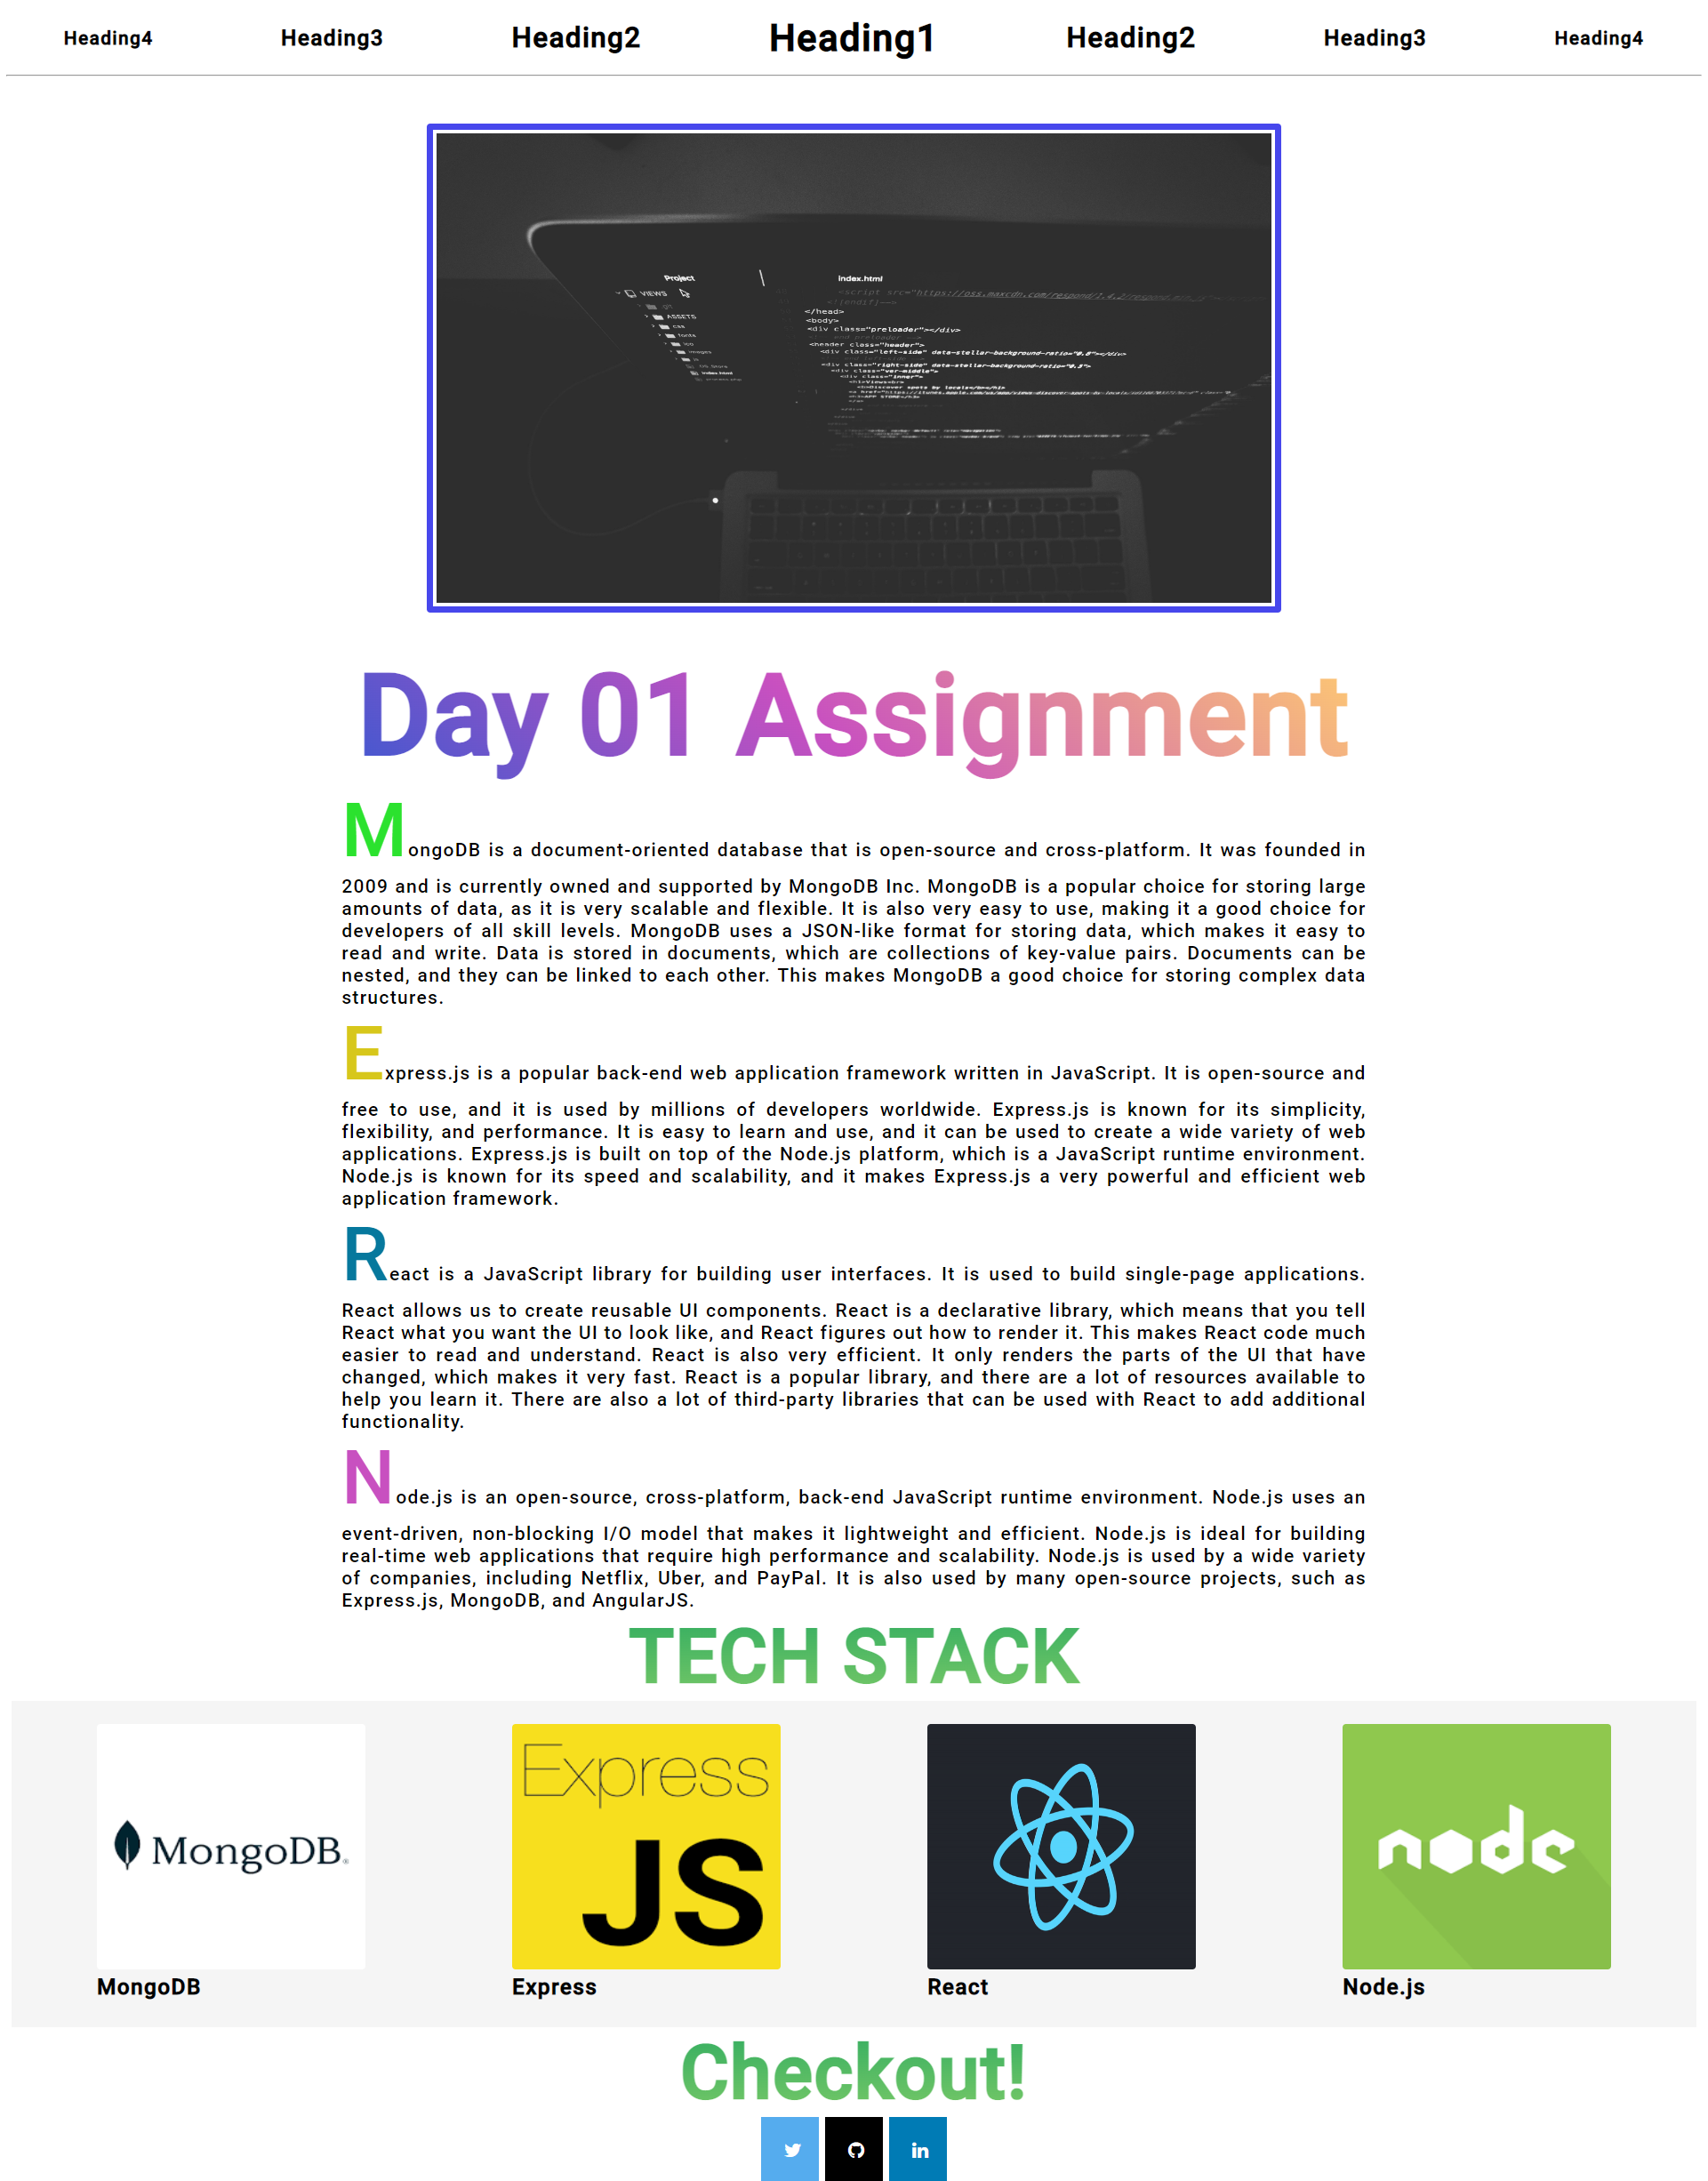 Heading4 Heading3 Heading2 Heading1 Heading2 Heading3 Heading4
Project
index.html
VIEWS
ASSETS
css
fonts
ico
images
js
index.html
</head>
<body>
<div class="preloader"></div>
<header class="header">
<div class="left-side" data-stellar-background-ratio="0.5"></div>
<div class="right-side" data-stellar-background-ratio="0.5">
<div class="ver-middle">
<div class="inner">
Day 01 Assignment
MongoDB is a document-oriented database that is open-source and cross-platform. It was founded in
2009 and is currently owned and supported by MongoDB Inc. MongoDB is a popular choice for storing large
amounts of data, as it is very scalable and flexible. It is also very easy to use, making it a good choice for
developers of all skill levels. MongoDB uses a JSON-like format for storing data, which makes it easy to
read and write. Data is stored in documents, which are collections of key-value pairs. Documents can be
nested, and they can be linked to each other. This makes MongoDB a good choice for storing complex data
structures.
Express.js is a popular back-end web application framework written in JavaScript. It is open-source and
free to use, and it is used by millions of developers worldwide. Express.js is known for its simplicity,
flexibility, and performance. It is easy to learn and use, and it can be used to create a wide variety of web
applications. Express.js is built on top of the Node.js platform, which is a JavaScript runtime environment.
Node.js is known for its speed and scalability, and it makes Express.js a very powerful and efficient web
application framework.
React is a JavaScript library for building user interfaces. It is used to build single-page applications.
React allows us to create reusable UI components. React is a declarative library, which means that you tell
React what you want the UI to look like, and React figures out how to render it. This makes React code much
easier to read and understand. React is also very efficient. It only renders the parts of the UI that have
changed, which makes it very fast. React is a popular library, and there are a lot of resources available to
help you learn it. There are also a lot of third-party libraries that can be used with React to add additional
functionality.
Node.js is an open-source, cross-platform, back-end JavaScript runtime environment. Node.js uses an
event-driven, non-blocking I/O model that makes it lightweight and efficient. Node.js is ideal for building
real-time web applications that require high performance and scalability. Node.js is used by a wide variety
of companies, including Netflix, Uber, and PayPal. It is also used by many open-source projects, such as
Express.js, MongoDB, and AngularJS.
TECH STACK
MongoDB.
Express
JS
node
MongoDB Express React Node.js
Checkout!
in